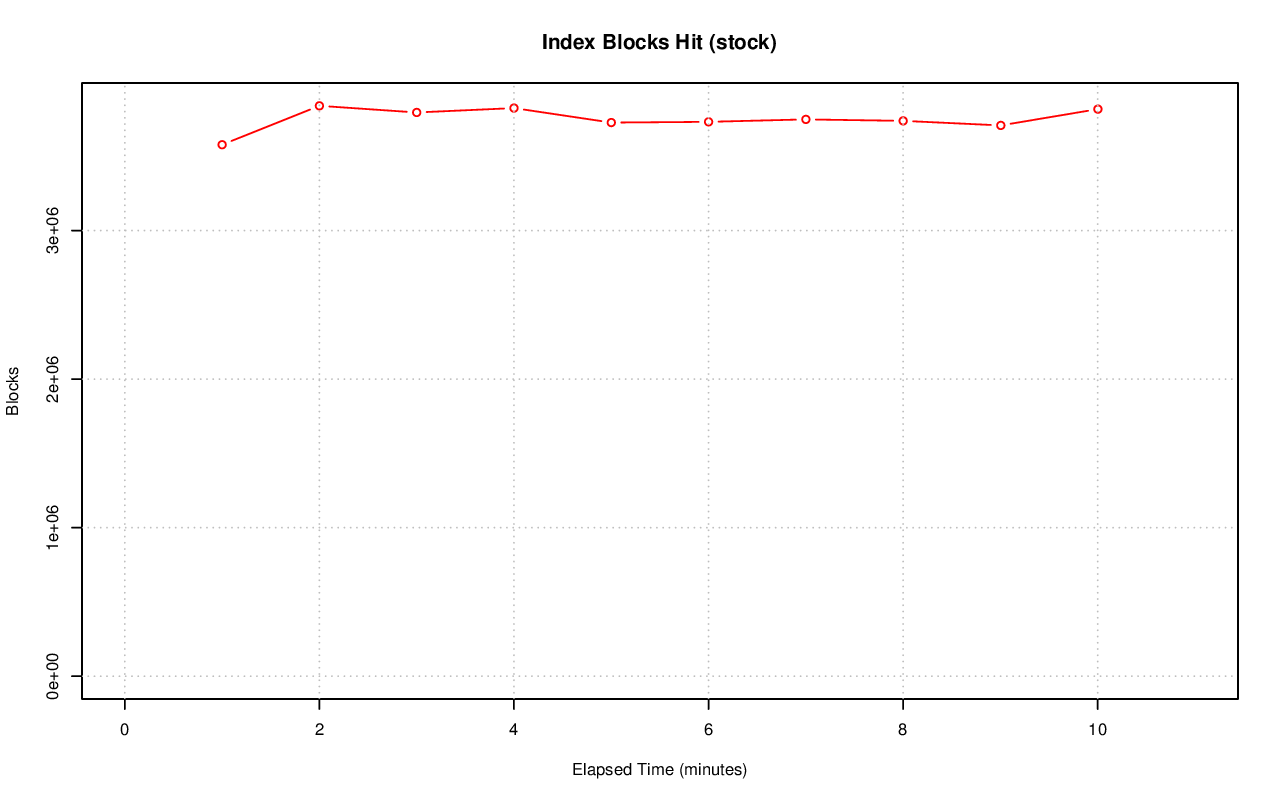 Index Blocks Hit (stock)
3e+06
2e+06
1e+06
0e+00
Blocks
0 2 4 6 8 10
Elapsed Time (minutes)